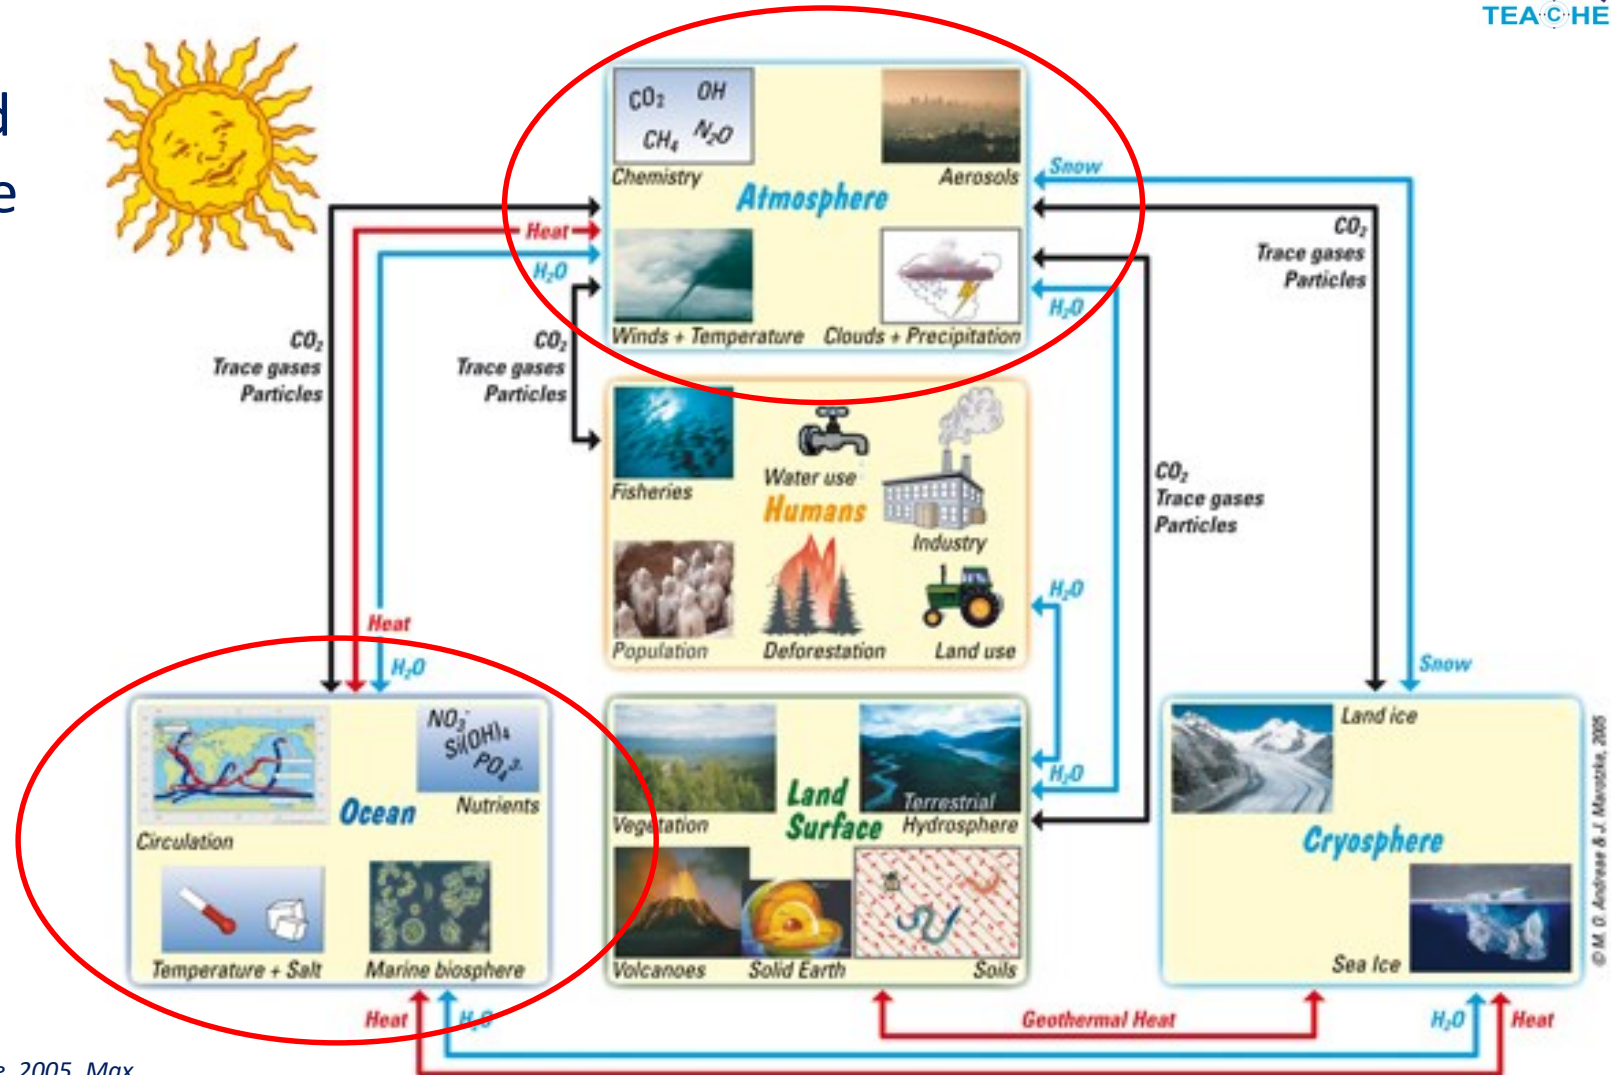 TEACHE
d
e
CO₂
OH
CH₄
N₂O
Chemistry
Aerosols
Atmosphere
Winds + Temperature
Clouds + Precipitation
Snow
Heat
H₂O
H₂O
CO₂
Trace gases
Particles
CO₂
Trace gases
Particles
CO₂
Trace gases
Particles
CO₂
Trace gases
Particles
Fisheries
Water use
Humans
Industry
Population
Deforestation
Land use
H₂O
Heat
H₂O
H₂O
Snow
NO₃⁻
Si(OH)₄
PO₄³⁻
Nutrients
Ocean
Circulation
Temperature + Salt
Marine biosphere
Vegetation
Land
Surface
Terrestrial
Hydrosphere
Volcanoes
Solid Earth
Soils
Land ice
Cryosphere
Sea Ice
© M. O. Andreae & J. Marotzke, 2005
Heat
H₂O
Geothermal Heat
H₂O
Heat
e, 2005, Max